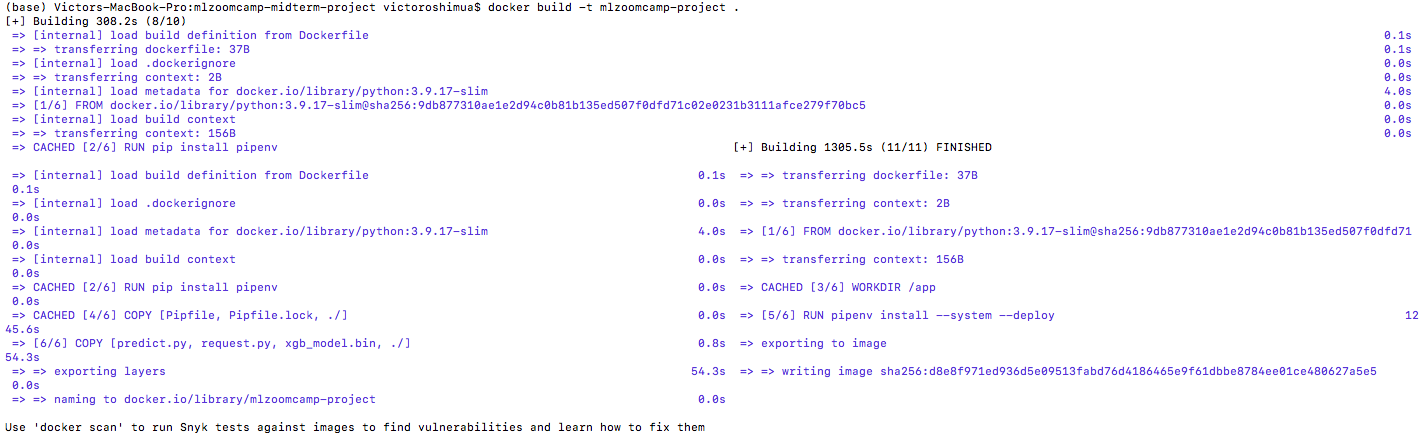 (base) Victors-MacBook-Pro:mlzoomcamp-midterm-project victoroshimua$ docker build -t mlzoomcamp-project .
[+] Building 308.2s (8/10)
=> [internal] load build definition from Dockerfile 0.1s
=> => transferring dockerfile: 37B 0.1s
=> [internal] load .dockerignore 0.0s
=> => transferring context: 2B 0.0s
=> [internal] load metadata for docker.io/library/python:3.9.17-slim 4.0s
=> [1/6] FROM docker.io/library/python:3.9.17-slim@sha256:9db877310ae1e2d94c0b81b135ed507f0dfd71c02e0231b3111afce279f70bc5 0.0s
=> [internal] load build context 0.0s
=> => transferring context: 156B 0.0s
=> CACHED [2/6] RUN pip install pipenv [+] Building 1305.5s (11/11) FINISHED
=> [internal] load build definition from Dockerfile 0.1s => => transferring dockerfile: 37B
0.1s
=> [internal] load .dockerignore 0.0s => => transferring context: 2B
0.0s
=> [internal] load metadata for docker.io/library/python:3.9.17-slim 4.0s => [1/6] FROM docker.io/library/python:3.9.17-slim@sha256:9db877310ae1e2d94c0b81b135ed507f0dfd71
0.0s
=> [internal] load build context 0.0s => => transferring context: 156B
0.0s
=> CACHED [2/6] RUN pip install pipenv 0.0s => CACHED [3/6] WORKDIR /app
0.0s
=> CACHED [4/6] COPY [Pipfile, Pipfile.lock, ./] 0.0s => [5/6] RUN pipenv install --system --deploy 12
45.6s
=> [6/6] COPY [predict.py, request.py, xgb_model.bin, ./] 0.8s => exporting to image
54.3s
=> => exporting layers 54.3s => => writing image sha256:d8e8f971ed936d5e09513fabd76d4186465e9f61dbbe8784ee01ce480627a5e5
0.0s
=> => naming to docker.io/library/mlzoomcamp-project 0.0s
Use 'docker scan' to run Snyk tests against images to find vulnerabilities and learn how to fix them